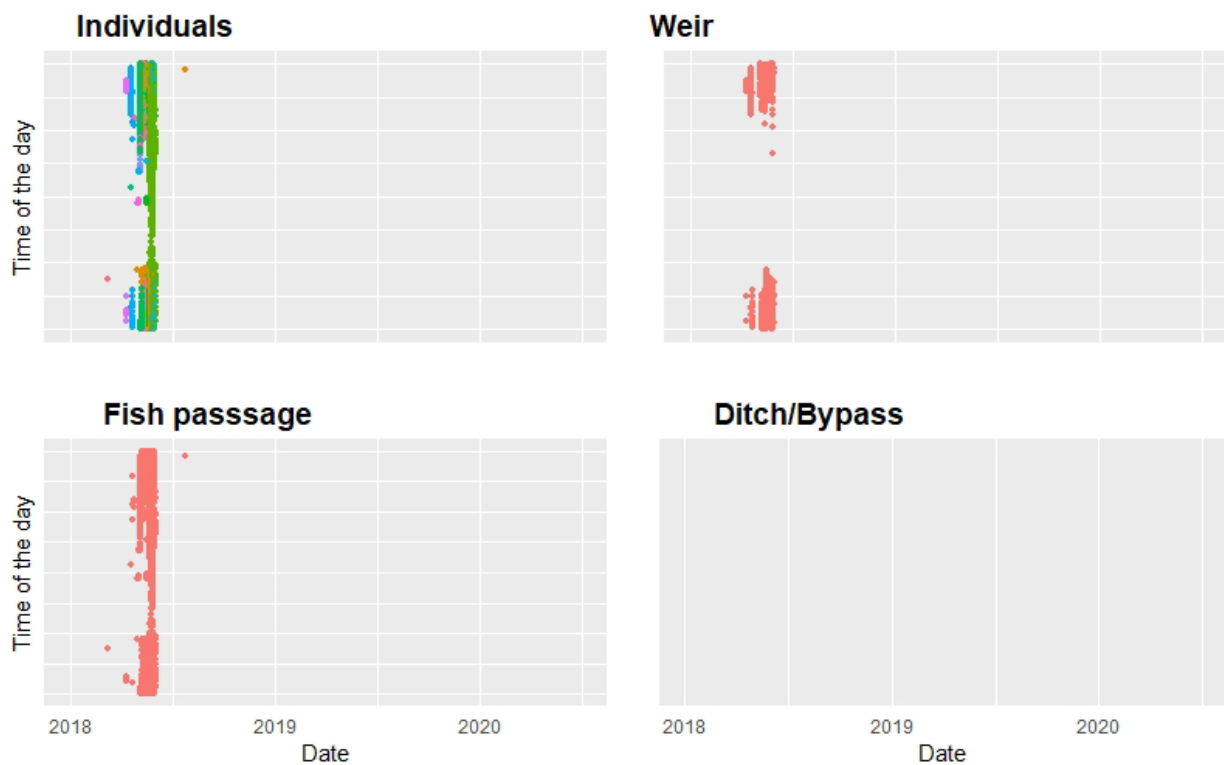 Individuals
Weir
Time of the day
Fish passsage
Ditch/Bypass
Time of the day
2018
2019
2020
2018
2019
2020
Date
Date